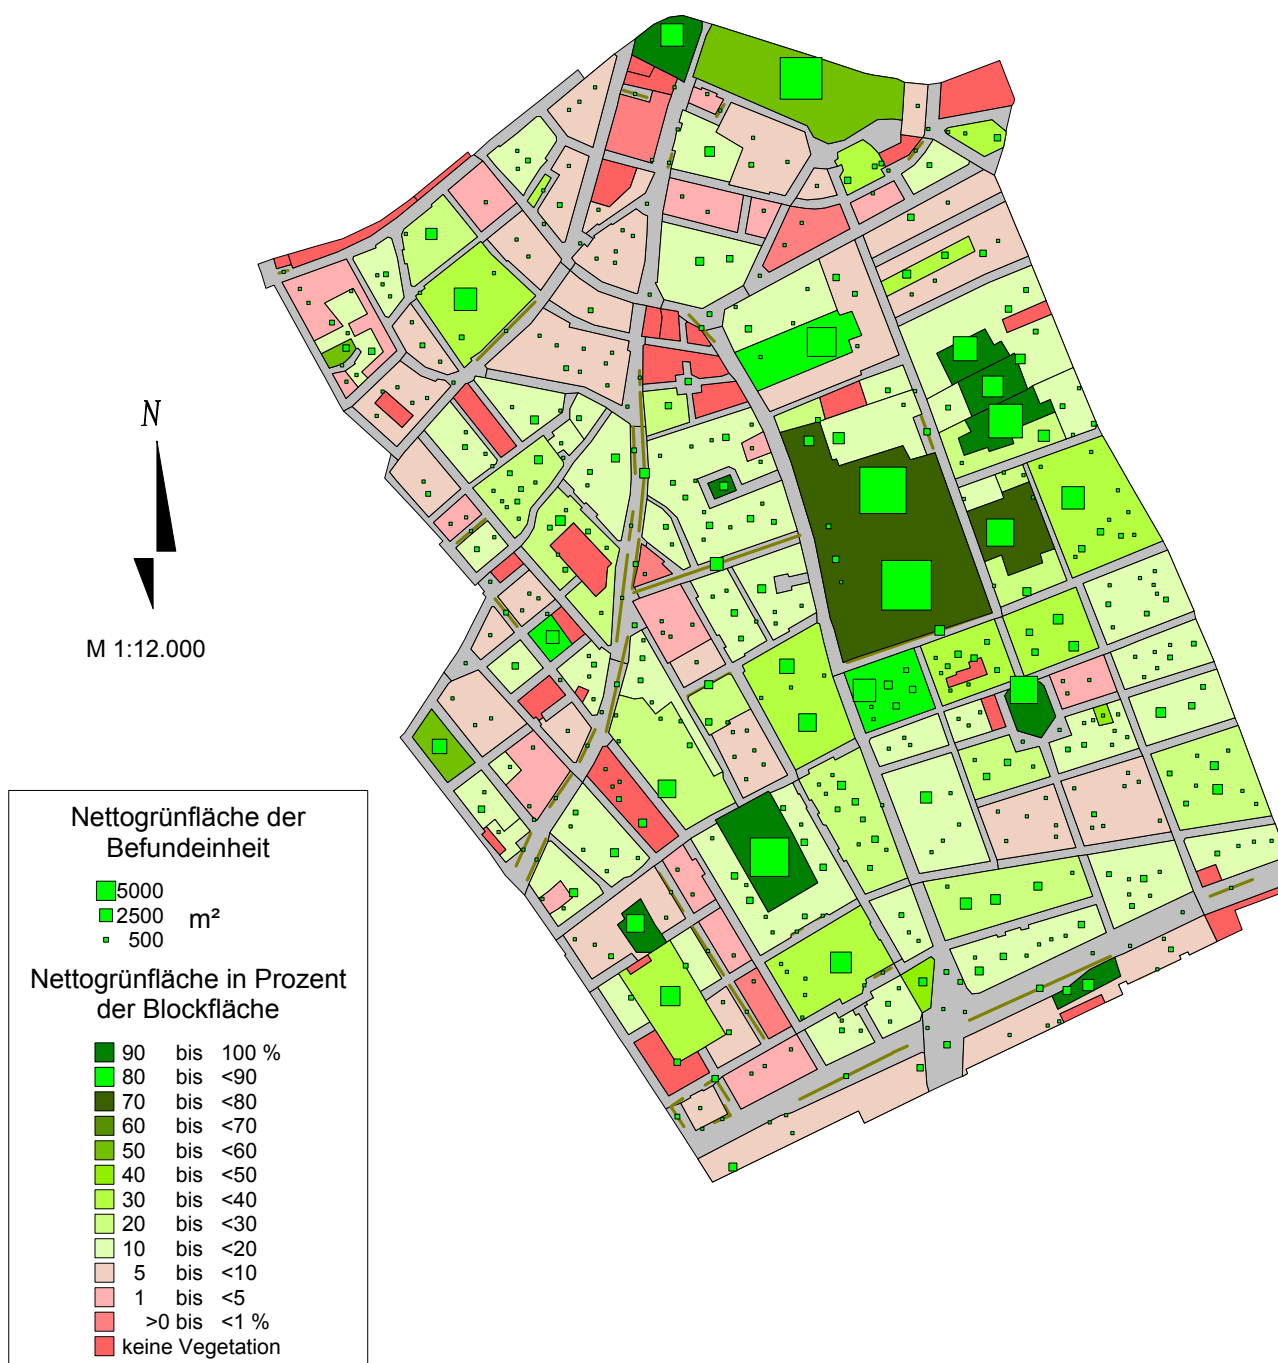 N
M 1:12.000
Nettogrünfläche der
Befundeinheit
5000
2500 m²
500
Nettogrünfläche in Prozent
der Blockfläche
90 bis 100 %
80 bis <90
70 bis <80
60 bis <70
50 bis <60
40 bis <50
30 bis <40
20 bis <30
10 bis <20
5 bis <10
1 bis <5
>0 bis <1 %
keine Vegetation